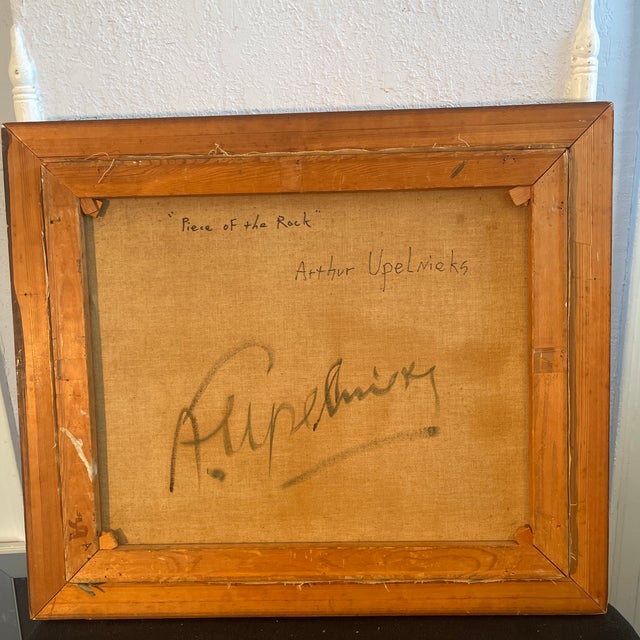 "Piece of the Rock"
Arthur Upelnieks
A. Upelnieks